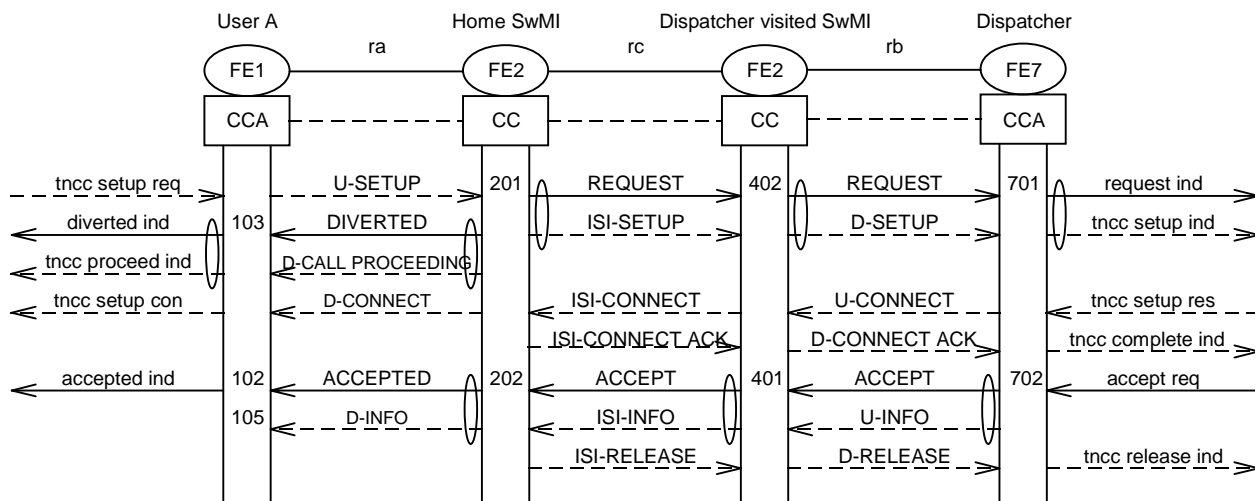 User A Home SwMI Dispatcher visited SwMI Dispatcher
ra rc rb
FE1 FE2 FE2 FE7
CCA CC CC CCA
tncc setup req U-SETUP 201 REQUEST 402 REQUEST 701 request ind
diverted ind 103 DIVERTED ISI-SETUP D-SETUP tncc setup ind
tncc proceed ind D-CALL PROCEEDING
tncc setup con D-CONNECT ISI-CONNECT U-CONNECT tncc setup res
ISI-CONNECT ACK D-CONNECT ACK tncc complete ind
accepted ind 102 ACCEPTED 202 ACCEPT 401 ACCEPT 702 accept req
105 D-INFO ISI-INFO U-INFO
ISI-RELEASE D-RELEASE tncc release ind